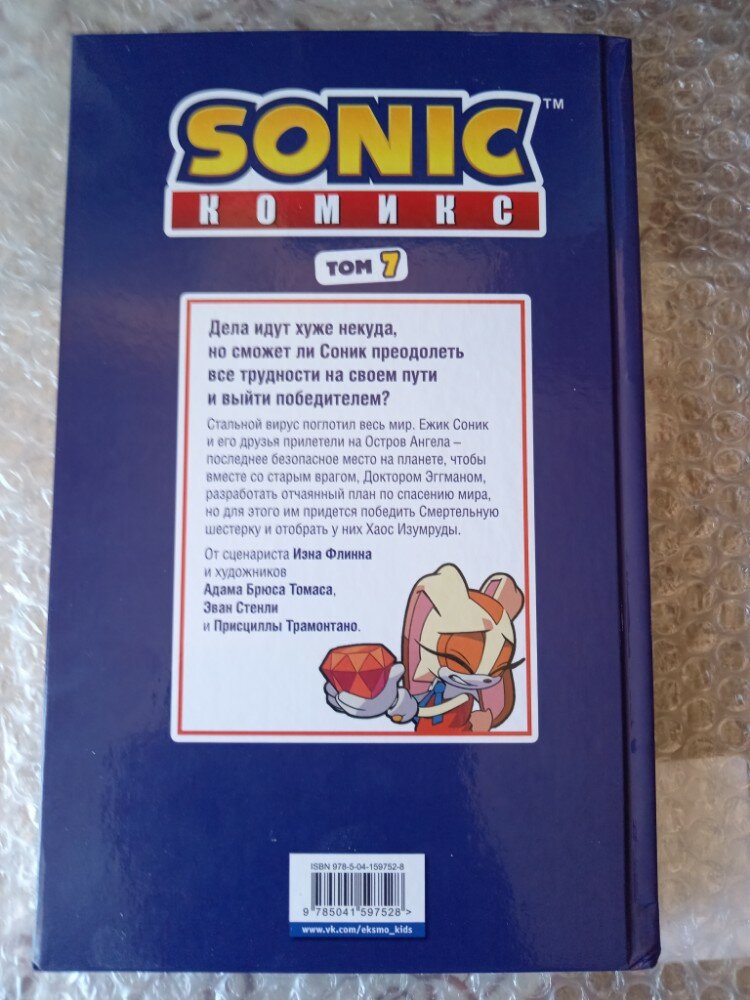 SONIC™
КОМИКС
ТОМ 7
Дела идут хуже некуда,
но сможет ли Соник преодолеть
все трудности на своем пути
и выйти победителем?
Стальной вирус поглотил весь мир. Ежик Соник
и его друзья прилетели на Остров Ангела –
последнее безопасное место на планете, чтобы
вместе со старым врагом, Доктором Эггманом,
разработать отчаянный план по спасению мира,
но для этого им придется победить Смертельную
шестерку и отобрать у них Хаос Изумруды.
От сценариста Иэна Флинна
и художников
Адама Брюса Томаса,
Эван Стенли
и Присциллы Трамонтано.
ISBN 978-5-04-159752-8
9 785041 597528>
www.vk.com/eksmo_kids